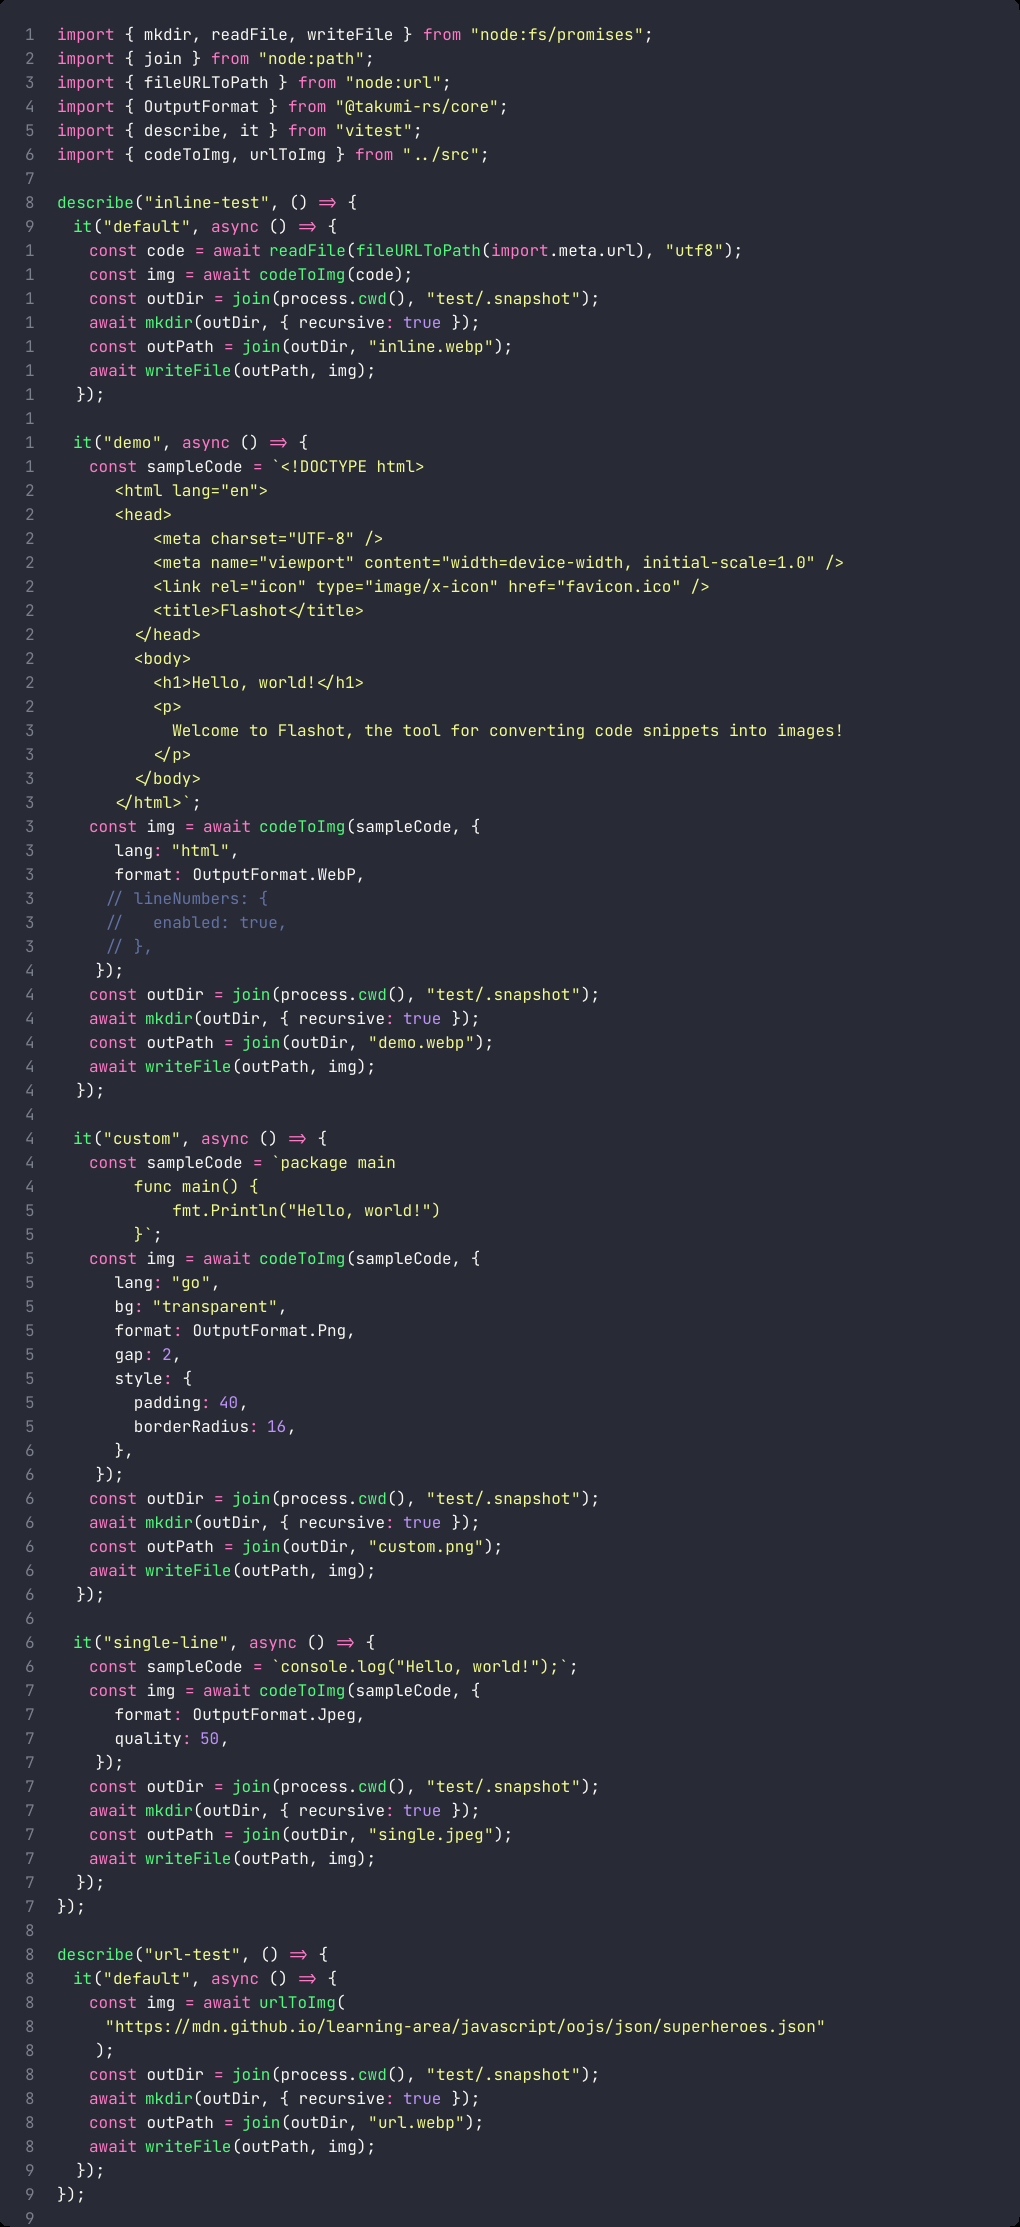 1 import { mkdir, readFile, writeFile } from "node:fs/promises";
2 import { join } from "node:path";
3 import { fileURLToPath } from "node:url";
4 import { OutputFormat } from "@takumi-rs/core";
5 import { describe, it } from "vitest";
6 import { codeToImg, urlToImg } from "../src";
7
8 describe("inline-test", () => {
9   it("default", async () => {
1     const code = await readFile(fileURLToPath(import.meta.url), "utf8");
1     const img = await codeToImg(code);
1     const outDir = join(process.cwd(), "test/.snapshot");
1     await mkdir(outDir, { recursive: true });
1     const outPath = join(outDir, "inline.webp");
1     await writeFile(outPath, img);
1   });
1
1   it("demo", async () => {
1     const sampleCode = `<!DOCTYPE html>
2       <html lang="en">
2       <head>
2           <meta charset="UTF-8" />
2           <meta name="viewport" content="width=device-width, initial-scale=1.0" />
2           <link rel="icon" type="image/x-icon" href="favicon.ico" />
2           <title>Flashot</title>
2         </head>
2         <body>
2           <h1>Hello, world!</h1>
2           <p>
3             Welcome to Flashot, the tool for converting code snippets into images!
3           </p>
3         </body>
3       </html>`;
3     const img = await codeToImg(sampleCode, {
3       lang: "html",
3       format: OutputFormat.WebP,
3       // lineNumbers: {
3       //   enabled: true,
3       // },
4     });
4     const outDir = join(process.cwd(), "test/.snapshot");
4     await mkdir(outDir, { recursive: true });
4     const outPath = join(outDir, "demo.webp");
4     await writeFile(outPath, img);
4   });
4
4   it("custom", async () => {
4     const sampleCode = `package main
4         func main() {
5             fmt.Println("Hello, world!")
5         }`;
5     const img = await codeToImg(sampleCode, {
5       lang: "go",
5       bg: "transparent",
5       format: OutputFormat.Png,
5       gap: 2,
5       style: {
5         padding: 40,
5         borderRadius: 16,
6       },
6     });
6     const outDir = join(process.cwd(), "test/.snapshot");
6     await mkdir(outDir, { recursive: true });
6     const outPath = join(outDir, "custom.png");
6     await writeFile(outPath, img);
6   });
6
6   it("single-line", async () => {
6     const sampleCode = `console.log("Hello, world!");`;
7     const img = await codeToImg(sampleCode, {
7       format: OutputFormat.Jpeg,
7       quality: 50,
7     });
7     const outDir = join(process.cwd(), "test/.snapshot");
7     await mkdir(outDir, { recursive: true });
7     const outPath = join(outDir, "single.jpeg");
7     await writeFile(outPath, img);
7   });
7 });
8
8 describe("url-test", () => {
8   it("default", async () => {
8     const img = await urlToImg(
8       "https://mdn.github.io/learning-area/javascript/oojs/json/superheroes.json"
8     );
8     const outDir = join(process.cwd(), "test/.snapshot");
8     await mkdir(outDir, { recursive: true });
8     const outPath = join(outDir, "url.webp");
8     await writeFile(outPath, img);
9   });
9 });
9